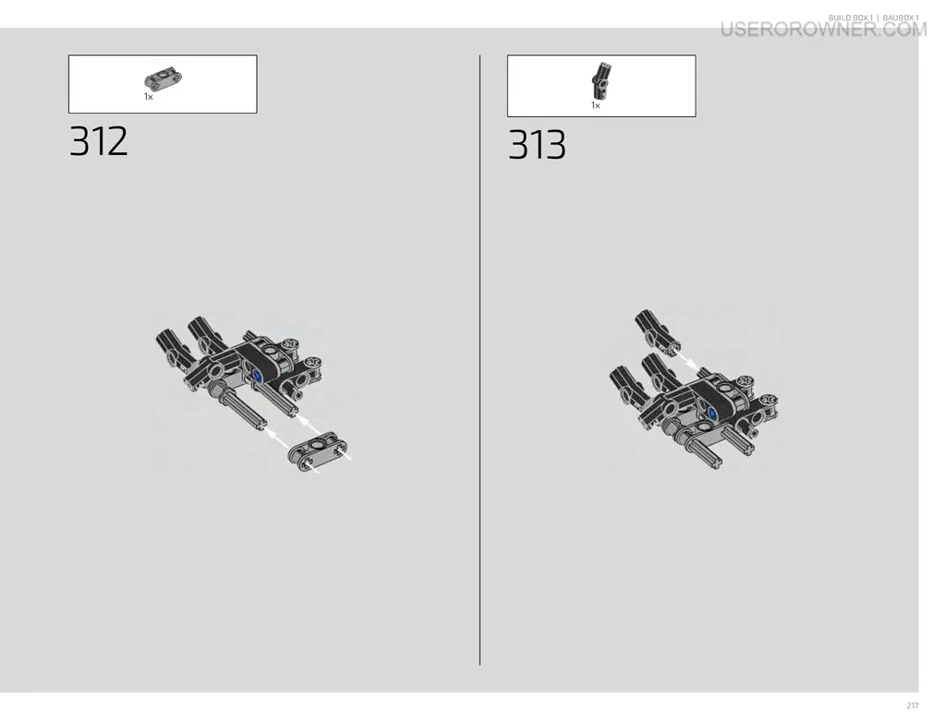 BUILD BOX 1 | BAUBOX 1
USEROROWNER.COM
1x
312
1x
313
217